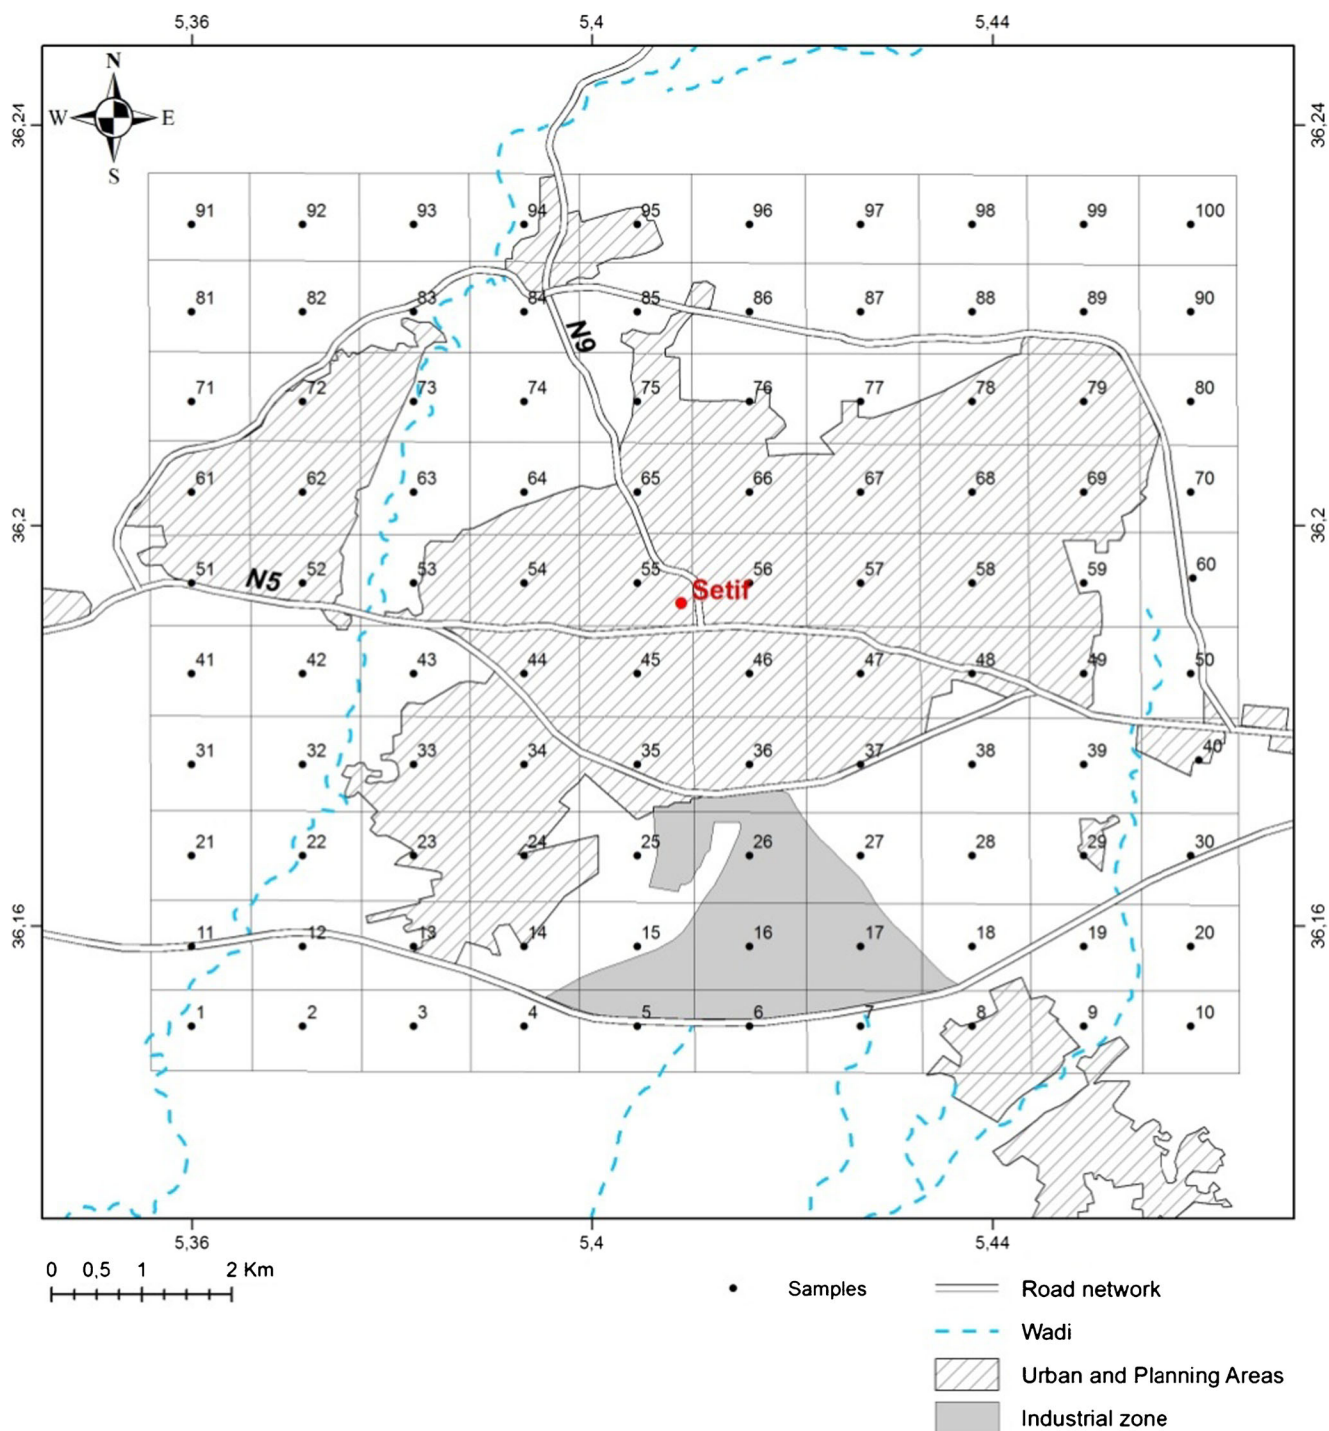 5,36 5,4 5,44
N
W E
S
36,24 36,24
91 92 93 94 95 96 97 98 99 100
81 82 83 84 85 86 87 88 89 90
N9
71 72 73 74 75 76 77 78 79 80
61 62 63 64 65 66 67 68 69 70
36,2 36,2
51 N5 52 53 54 55 56 57 58 59 60
Setif
41 42 43 44 45 46 47 48 49 50
31 32 33 34 35 36 37 38 39 40
21 22 23 24 25 26 27 28 29 30
36,16 36,16
11 12 13 14 15 16 17 18 19 20
1 2 3 4 5 6 7 8 9 10
5,36 5,4 5,44
0 0,5 1 2 Km
Samples
Road network
Wadi
Urban and Planning Areas
Industrial zone